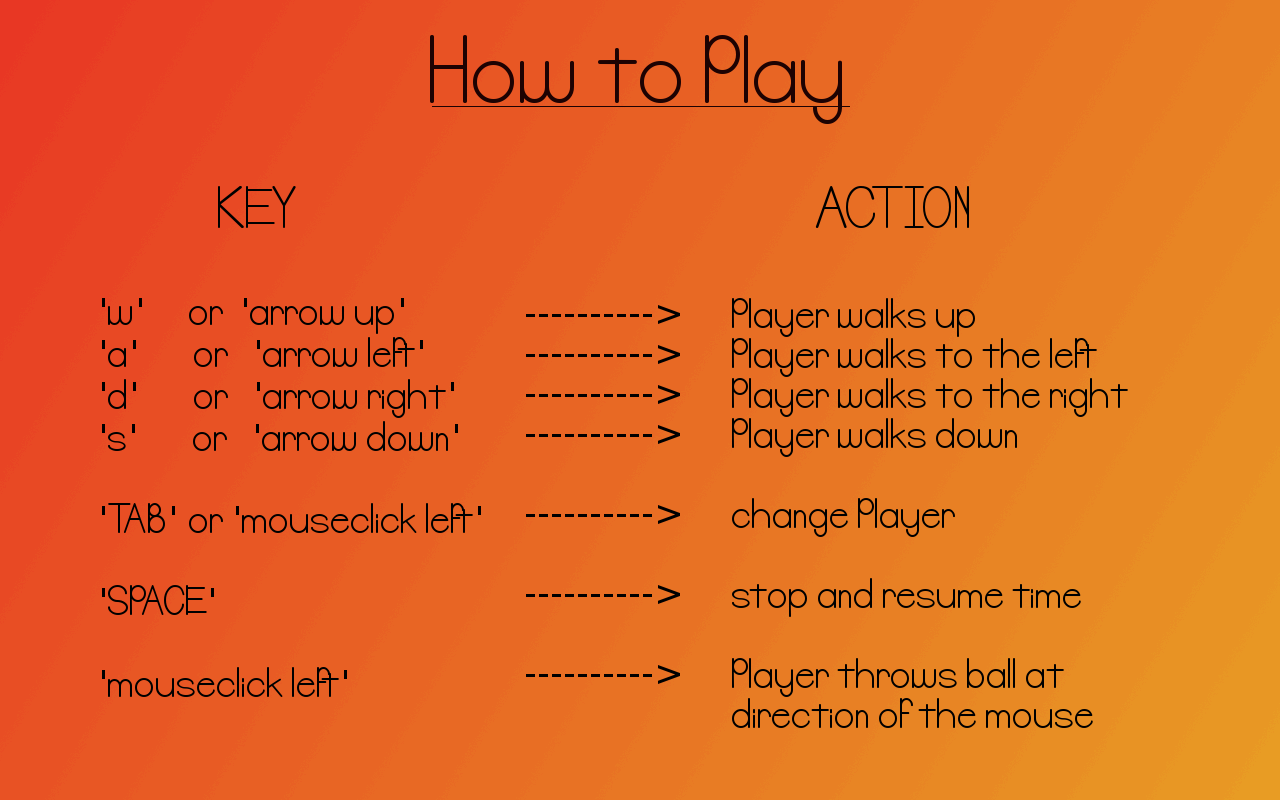 How to Play
KEY ACTION
'w' or 'arrow up' ----------> Player walks up
'a' or 'arrow left' ----------> Player walks to the left
'd' or 'arrow right' ----------> Player walks to the right
's' or 'arrow down' ----------> Player walks down
'TAB' or 'mouseclick left' ----------> change Player
'SPACE' ----------> stop and resume time
'mouseclick left' ----------> Player throws ball at
direction of the mouse